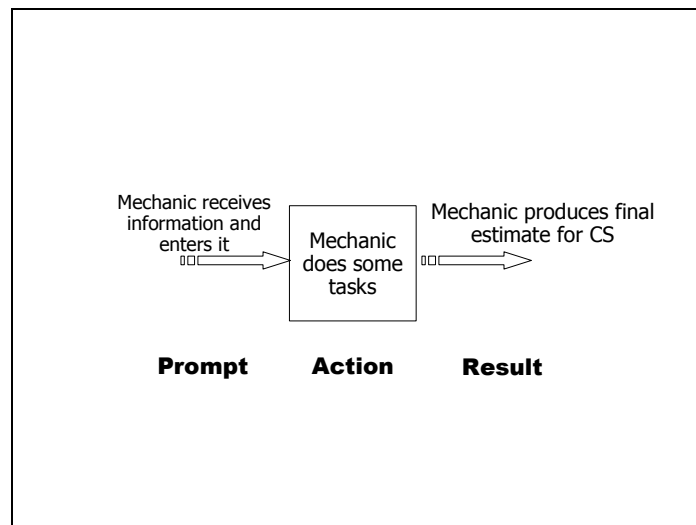 Mechanic receives
information and
enters it
Mechanic
does some
tasks
Mechanic produces final
estimate for CS
Prompt
Action
Result